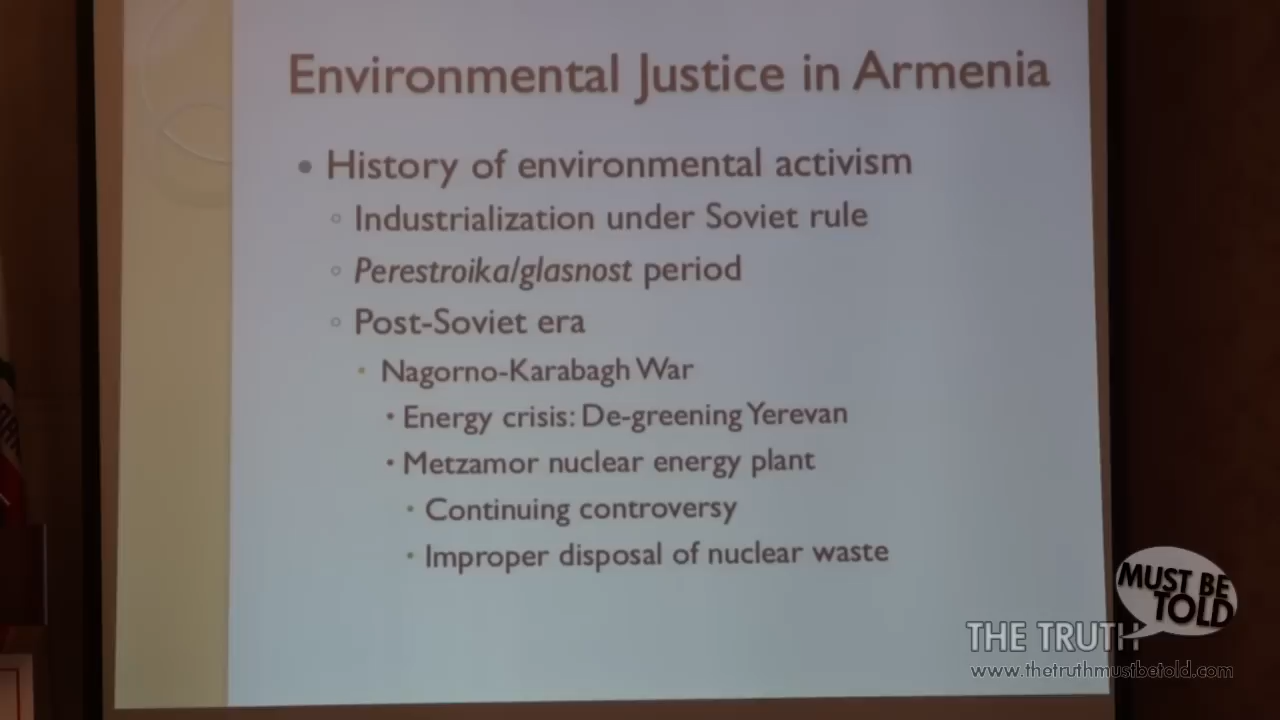 Environmental Justice in Armenia
• History of environmental activism
◦ Industrialization under Soviet rule
◦ Perestroika/glasnost period
◦ Post-Soviet era
• Nagorno-Karabagh War
• Energy crisis: De-greening Yerevan
• Metzamor nuclear energy plant
• Continuing controversy
• Improper disposal of nuclear waste
MUST BE
TOLD
THE TRUTH
www.thetruthmustbetold.com